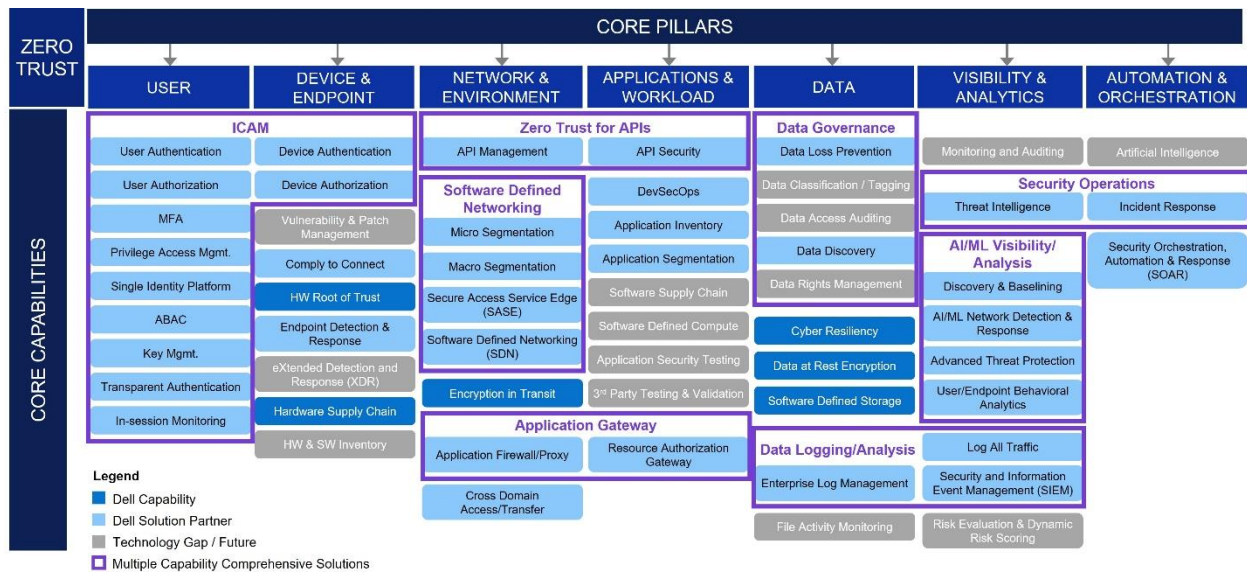 ZERO
TRUST
CORE PILLARS
USER
DEVICE &
ENDPOINT
NETWORK &
ENVIRONMENT
APPLICATIONS &
WORKLOAD
DATA
VISIBILITY &
ANALYTICS
AUTOMATION &
ORCHESTRATION
CORE CAPABILITIES
ICAM
User Authentication
User Authorization
MFA
Privilege Access Mgmt.
Single Identity Platform
ABAC
Key Mgmt.
Transparent Authentication
In-session Monitoring
Device Authentication
Device Authorization
Vulnerability & Patch
Management
Comply to Connect
HW Root of Trust
Endpoint Detection &
Response
eXtended Detection and
Response (XDR)
Hardware Supply Chain
HW & SW Inventory
Zero Trust for APIs
API Management
API Security
Software Defined
Networking
Micro Segmentation
Macro Segmentation
Secure Access Service Edge
(SASE)
Software Defined Networking
(SDN)
Encryption in Transit
DevSecOps
Application Inventory
Application Segmentation
Software Supply Chain
Software Defined Compute
Application Security Testing
3rd Party Testing & Validation
Application Gateway
Application Firewall/Proxy
Resource Authorization
Gateway
Cross Domain
Access/Transfer
Data Governance
Data Loss Prevention
Data Classification / Tagging
Data Access Auditing
Data Discovery
Data Rights Management
Cyber Resiliency
Data at Rest Encryption
Software Defined Storage
Data Logging/Analysis
Enterprise Log Management
File Activity Monitoring
Monitoring and Auditing
Artificial Intelligence
Security Operations
Threat Intelligence
Incident Response
AI/ML Visibility/
Analysis
Discovery & Baselining
AI/ML Network Detection &
Response
Advanced Threat Protection
User/Endpoint Behavioral
Analytics
Security Orchestration,
Automation & Response
(SOAR)
Log All Traffic
Security and Information
Event Management (SIEM)
Risk Evaluation & Dynamic
Risk Scoring
Legend
Dell Capability
Dell Solution Partner
Technology Gap / Future
Multiple Capability Comprehensive Solutions